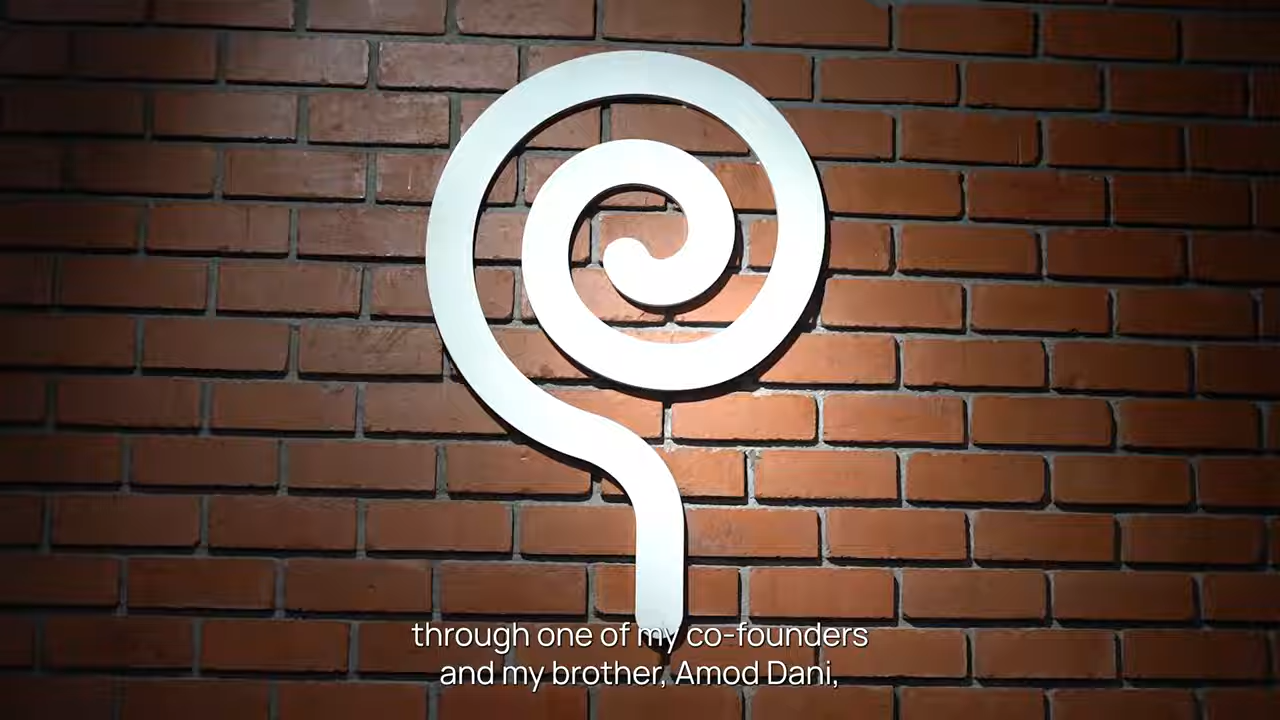 through one of my co-founders
and my brother, Amod Dani,